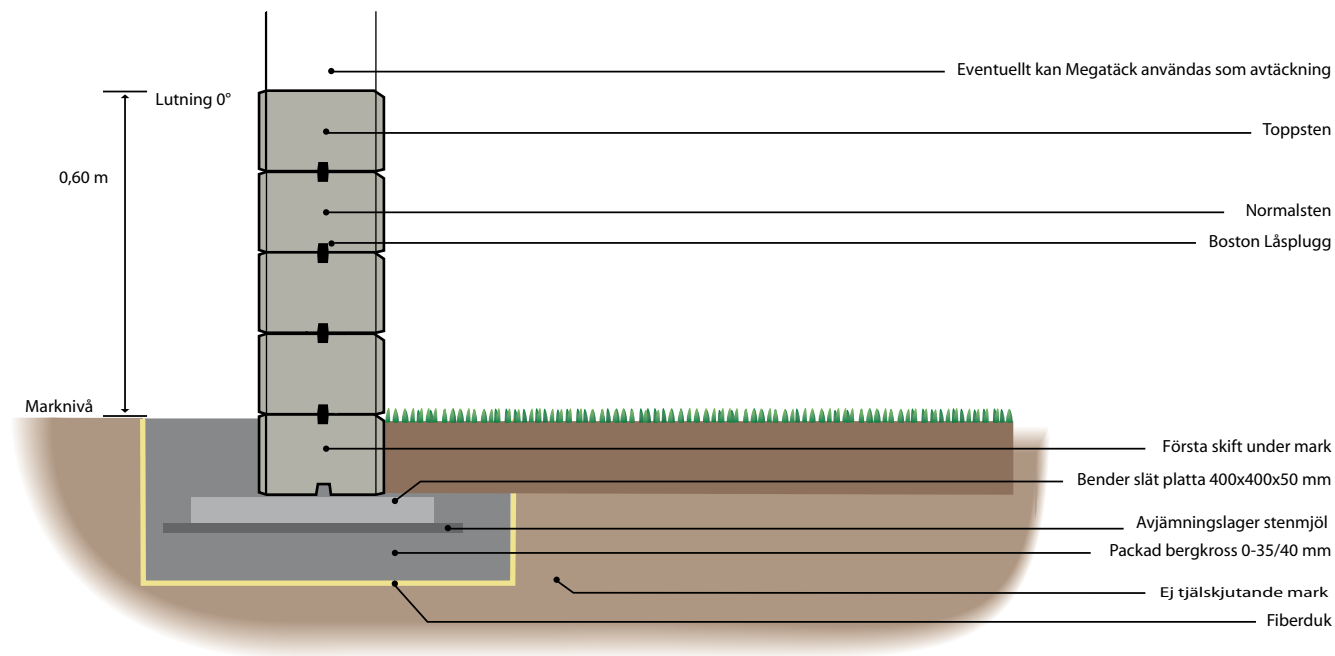 Eventuellt kan Megatäck användas som avtäckning
Lutning 0°
Toppsten
0,60 m
Normalsten
Boston Låsplugg
Marknivå
Första skift under mark
Bender slät platta 400x400x50 mm
Avjämningslager stenmjöl
Packad bergkross 0-35/40 mm
Ej tjälskjutande mark
Fiberduk